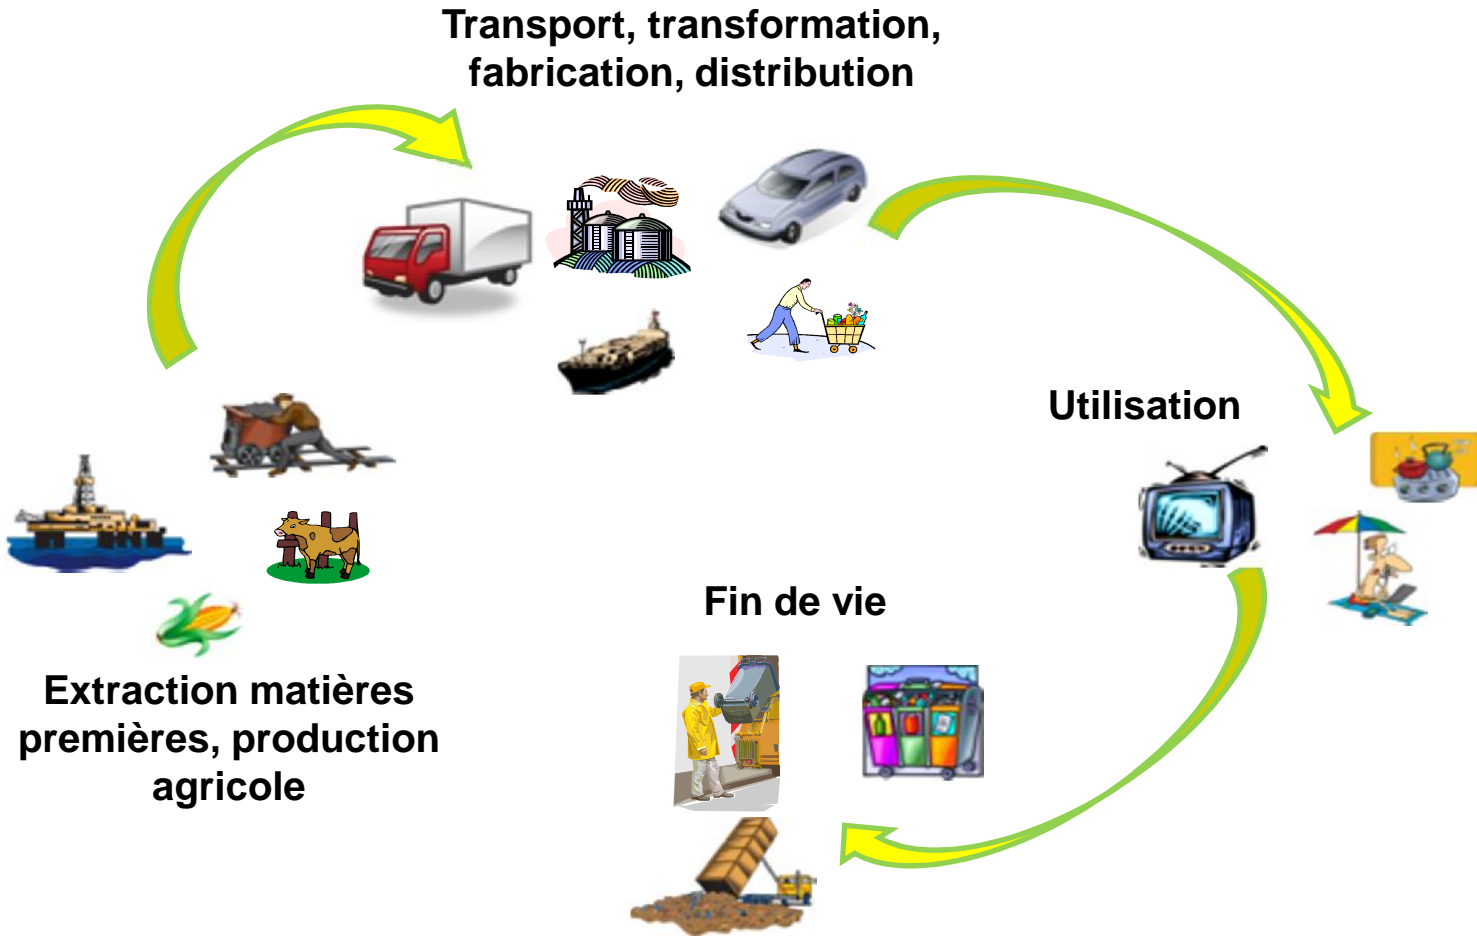 Transport, transformation,
fabrication, distribution
Utilisation
Fin de vie
Extraction matières
premières, production
agricole